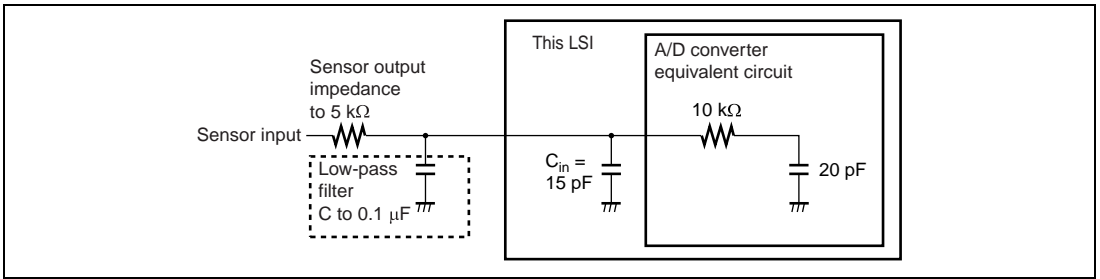 This LSI
A/D converter
equivalent circuit
Sensor output
impedance
to 5 kΩ
10 kΩ
Sensor input
Low-pass
filter
C to 0.1 μF
Cin =
15 pF
20 pF